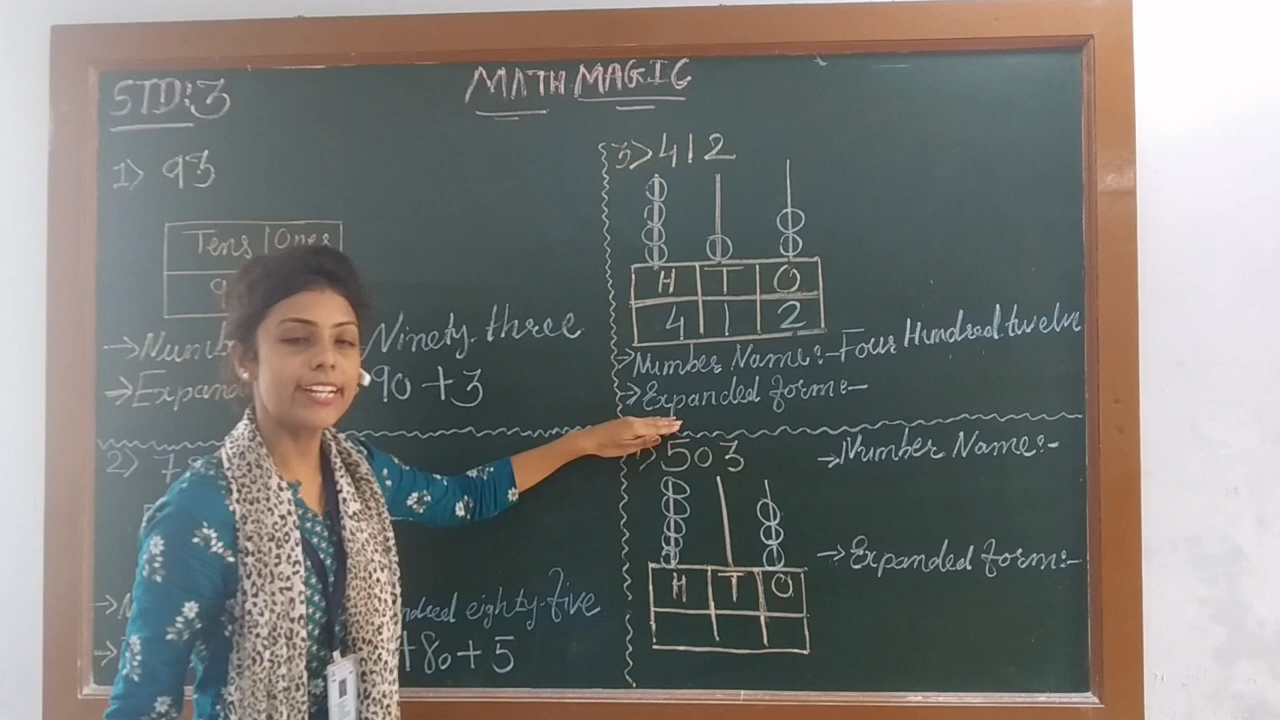 STD:3
MATH MAGIC
1) 93
Tens Ones
9
→ Ninety three
→ 90 + 3
2) 7
eighty-five
+ 80 + 5
3) 412
H T O
4 1 2
→ Number Name:- Four Hundred twelve
→ Expanded form:-
503
H T O
→ Number Name:-
→ Expanded form:-